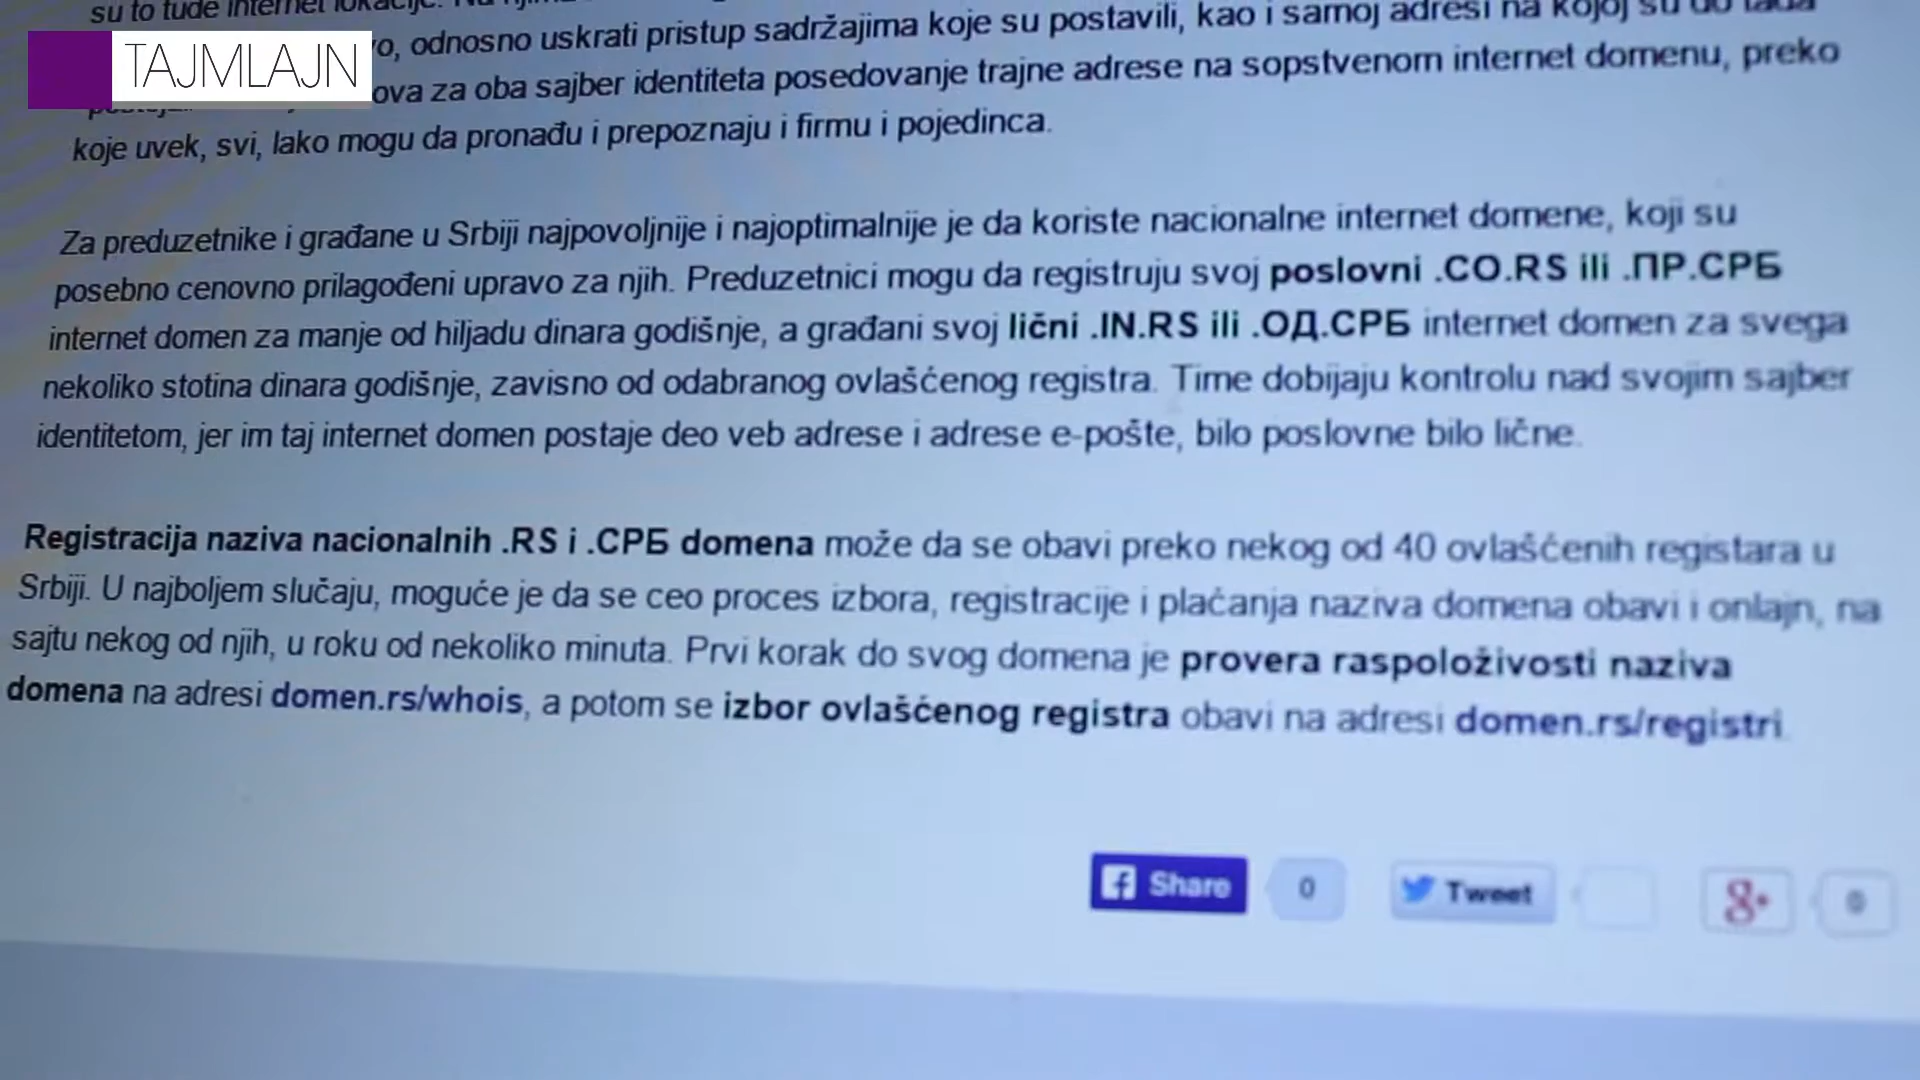 su to tuđe internet lokacije.
TAJMLAJN
odnosno uskrati pristup sadržajima koje su postavili, kao i samoj adresi na kojoj su do tada
za oba sajber identiteta posedovanje trajne adrese na sopstvenom internet domenu, preko
koje uvek, svi, lako mogu da pronađu i prepoznaju i firmu i pojedinca.
Za preduzetnike i građane u Srbiji najpovoljnije i najoptimalnije je da koriste nacionalne internet domene, koji su
posebno cenovno prilagođeni upravo za njih. Preduzetnici mogu da registruju svoj poslovni .CO.RS ili .ПР.СРБ
internet domen za manje od hiljadu dinara godišnje, a građani svoj lični .IN.RS ili .ОД.СРБ internet domen za svega
nekoliko stotina dinara godišnje, zavisno od odabranog ovlašćenog registra. Time dobijaju kontrolu nad svojim sajber
identitetom, jer im taj internet domen postaje deo veb adrese i adrese e-pošte, bilo poslovne bilo lične.
Registracija naziva nacionalnih .RS i .СРБ domena može da se obavi preko nekog od 40 ovlašćenih registara u
Srbiji. U najboljem slučaju, moguće je da se ceo proces izbora, registracije i plaćanja naziva domena obavi i onlajn, na
sajtu nekog od njih, u roku od nekoliko minuta. Prvi korak do svog domena je provera raspoloživosti naziva
domena na adresi domen.rs/whois, a potom se izbor ovlašćenog registra obavi na adresi domen.rs/registri.
f Share 0 Tweet 8+ 0